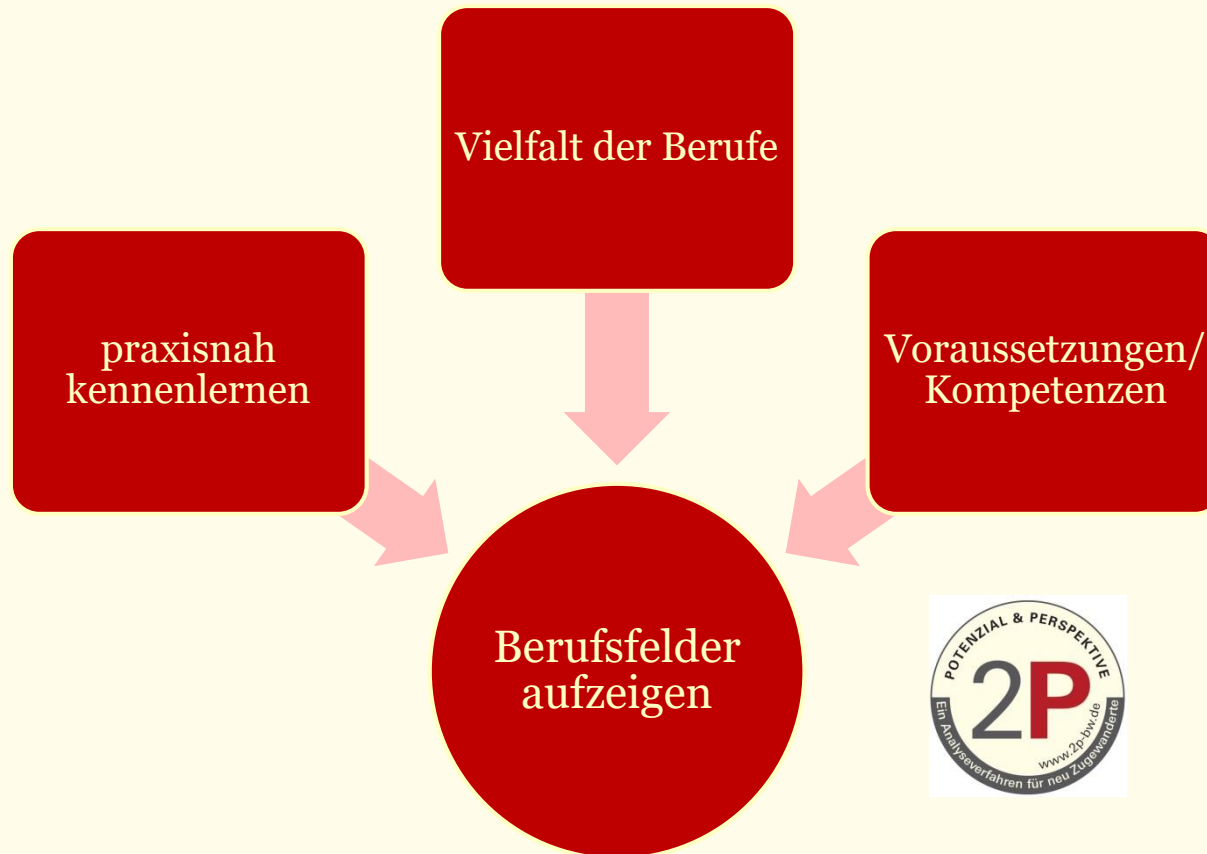 Vielfalt der Berufe
praxisnah
kennenlernen
Voraussetzungen/
Kompetenzen
Berufsfelder
aufzeigen
POTENZIAL & PERSPEKTIVE
2P
www.2p-bw.de
Ein Analyseverfahren für neu Zugewanderte